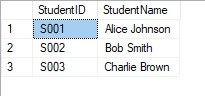 StudentID StudentName
1 S001 Alice Johnson
2 S002 Bob Smith
3 S003 Charlie Brown